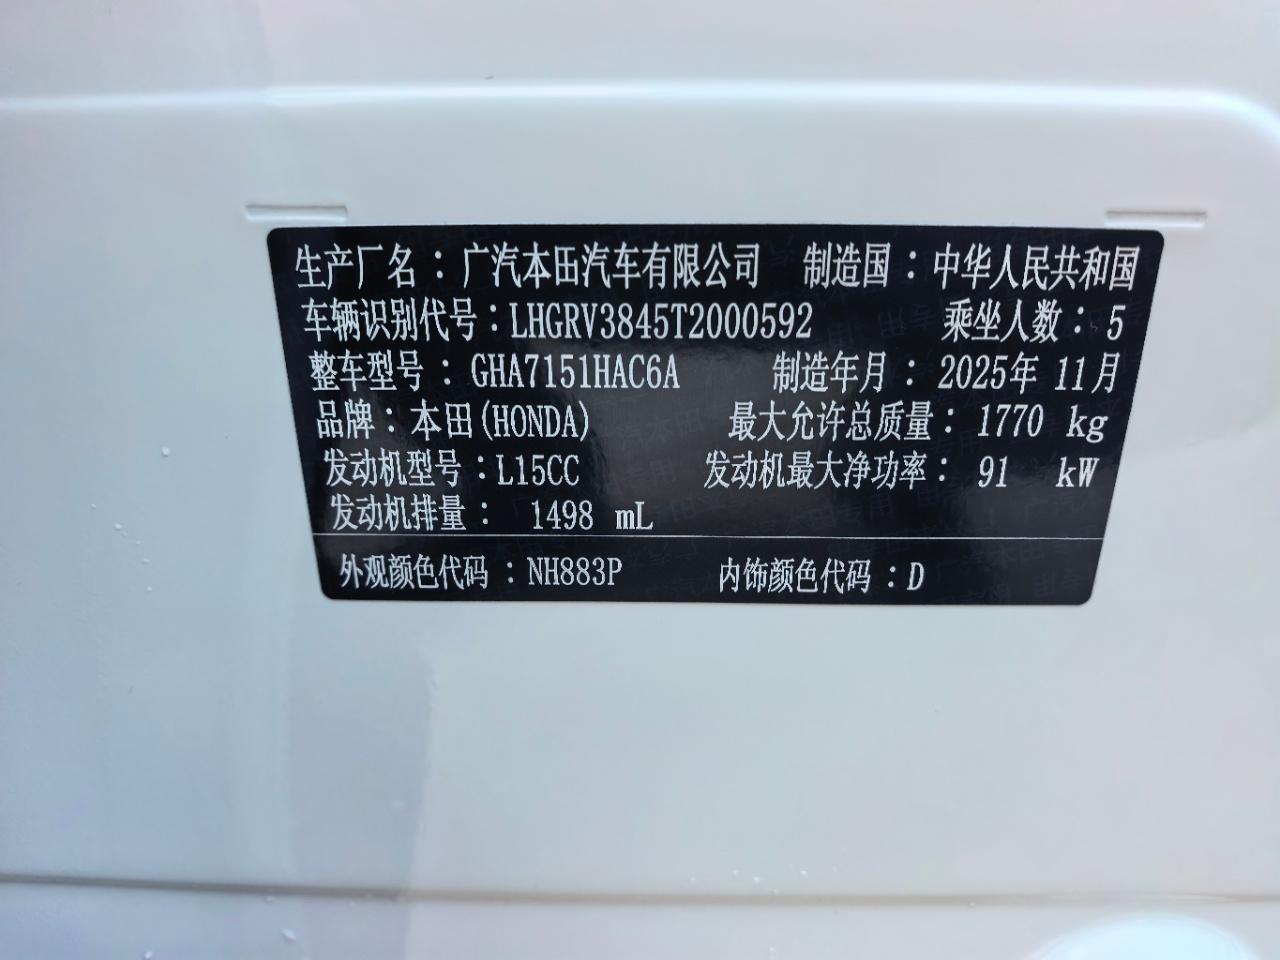 生产厂名：广汽本田汽车有限公司 制造国：中华人民共和国
车辆识别代号：LHGRV3845T2000592 乘坐人数：5
整车型号：GHA7151HAC6A 制造年月：2025年 11月
品牌：本田(HONDA) 最大允许总质量：1770 kg
发动机型号：L15CC 发动机最大净功率：91 kW
发动机排量：1498 mL
外观颜色代码：NH883P 内饰颜色代码：D